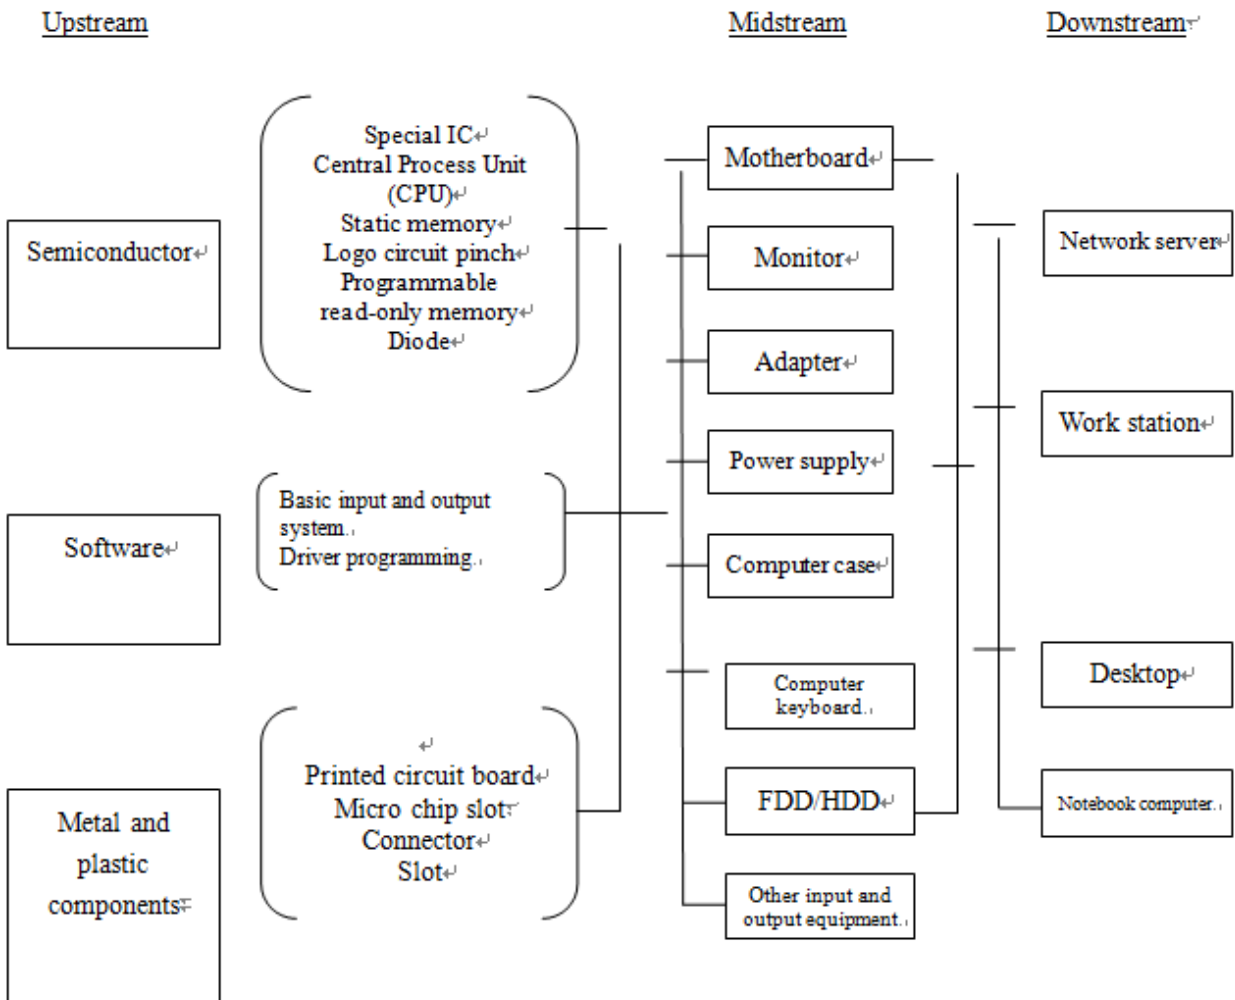 Upstream
Midstream
Downstream
Semiconductor
Special IC
Central Process Unit
(CPU)
Static memory
Logo circuit pinch
Programmable
read-only memory
Diode
Software
Basic input and output
system.
Driver programming.
Metal and
plastic
components
Printed circuit board
Micro chip slot
Connector
Slot
Motherboard
Monitor
Adapter
Power supply
Computer case
Computer
keyboard.
FDD/HDD
Other input and
output equipment.
Network server
Work station
Desktop
Notebook computer.